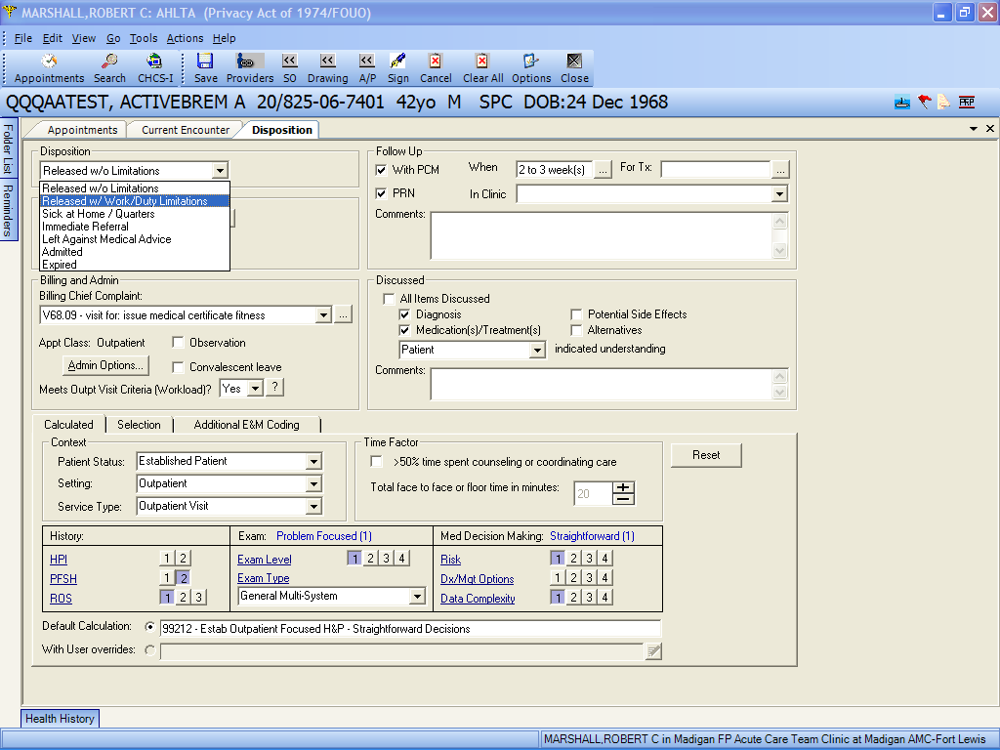 MARSHALL,ROBERT C: AHLTA (Privacy Act of 1974/FOUO)
File Edit View Go Tools Actions Help
Appointments Search CHCS-I Save Providers SO Drawing A/P Sign Cancel Clear All Options Close
QQQAATEST, ACTIVEBREM A 20/825-06-7401 42yo M SPC DOB:24 Dec 1968
Folder List
Reminders
Appointments Current Encounter Disposition
Disposition
Released w/o Limitations
Released w/o Limitations
Released w/ Work/Duty Limitations
Sick at Home / Quarters
Immediate Referral
Left Against Medical Advice
Admitted
Expired
Follow Up
With PCM When 2 to 3 week(s) ... For Tx: ...
PRN In Clinic
Comments:
Billing and Admin
Billing Chief Complaint:
V68.09 - visit for: issue medical certificate fitness ...
Appt Class: Outpatient Observation
Admin Options... Convalescent leave
Meets Outpt Visit Criteria (Workload)? Yes ?
Discussed
All Items Discussed
Diagnosis Potential Side Effects
Medication(s)/Treatment(s) Alternatives
Patient indicated understanding
Comments:
Calculated Selection Additional E&M Coding
Context
Patient Status: Established Patient
Setting: Outpatient
Service Type: Outpatient Visit
Time Factor
>50% time spent counseling or coordinating care
Total face to face or floor time in minutes: 20
Reset
History: Exam: Problem Focused (1) Med Decision Making: Straightforward (1)
HPI 1 2 Exam Level 1 2 3 4 Risk 1 2 3 4
PFSH 1 2 Exam Type Dx/Mgt Options 1 2 3 4
ROS 1 2 3 General Multi-System Data Complexity 1 2 3 4
Default Calculation: 99212 - Estab Outpatient Focused H&P - Straightforward Decisions
With User overrides:
Health History
MARSHALL,ROBERT C in Madigan FP Acute Care Team Clinic at Madigan AMC-Fort Lewis